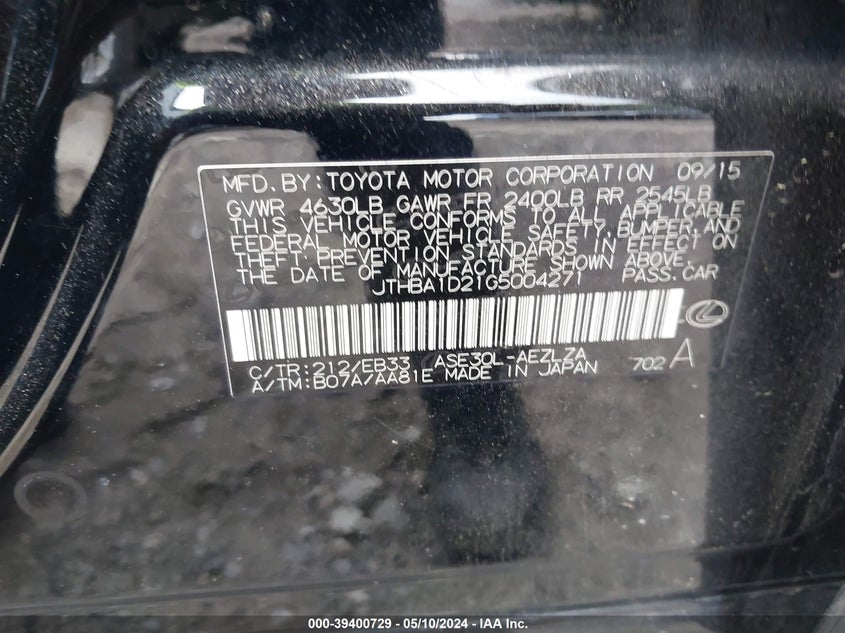 MFD. BY: TOYOTA MOTOR CORPORATION 09/15
GVWR 4630LB GAWR FR 2400LB RR 2545LB
THIS VEHICLE CONFORMS TO ALL APPLICABLE
FEDERAL MOTOR VEHICLE SAFETY, BUMPER, AND
THEFT PREVENTION STANDARDS IN EFFECT ON
THE DATE OF MANUFACTURE SHOWN ABOVE.
JTHBA1D21G5004271 PASS. CAR
C/TR: 212/EB33 ASE30L-AEZLZA
A/TM: B07A/AA81E MADE IN JAPAN 702 A
000-39400729 — 05/10/2024 — © IAA Inc.